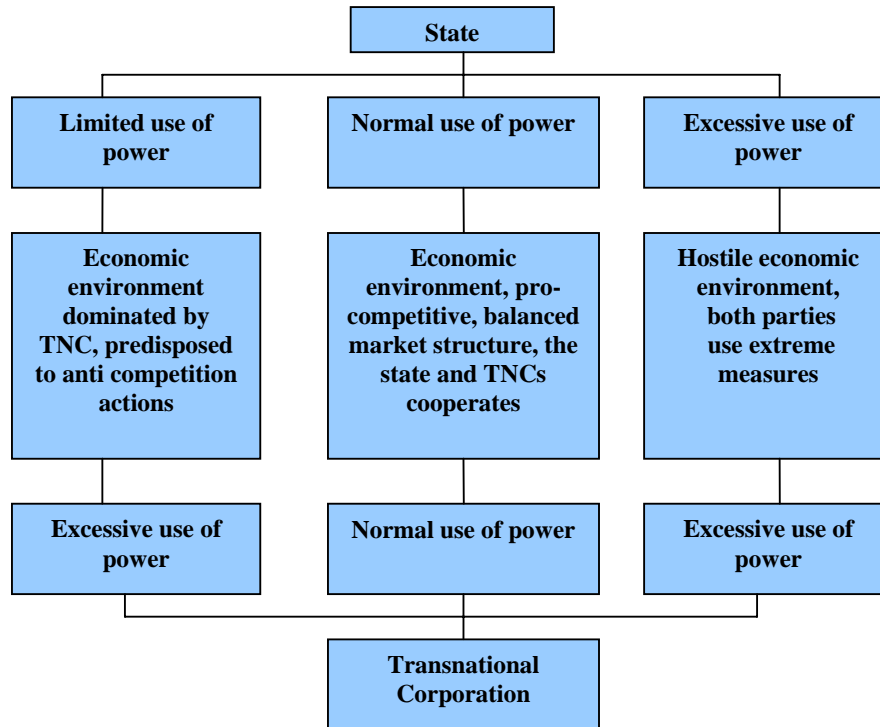 State
Limited use of
power
Normal use of power
Excessive use of
power
Economic
environment
dominated by
TNC, predisposed
to anti competition
actions
Economic
environment, pro-
competitive, balanced
market structure, the
state and TNCs
cooperates
Hostile economic
environment,
both parties
use extreme
measures
Excessive use of
power
Normal use of power
Excessive use of
power
Transnational
Corporation